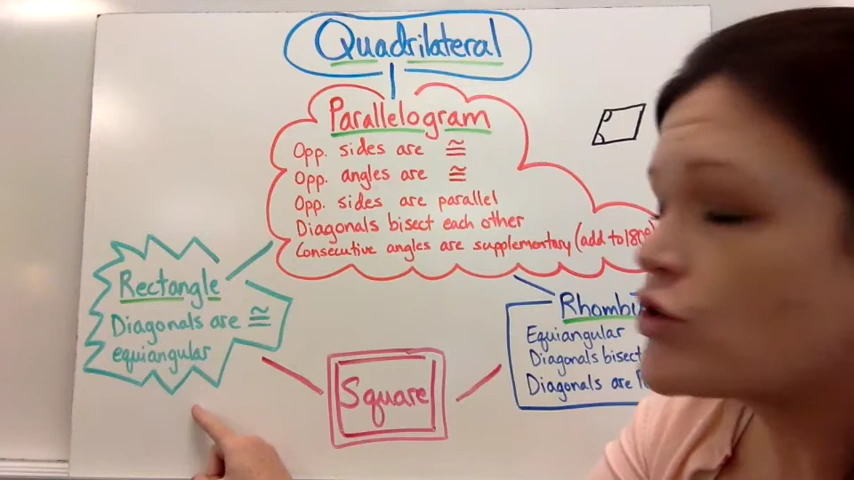 Quadrilateral
Parallelogram
Opp. sides are ≅
Opp. angles are ≅
Opp. sides are parallel
Diagonals bisect each other
Consecutive angles are supplementary (add to 180°)
Rectangle
Diagonals are ≅
equiangular
Rhombu
Equiangular
Diagonals bisect
Diagonals are
Square